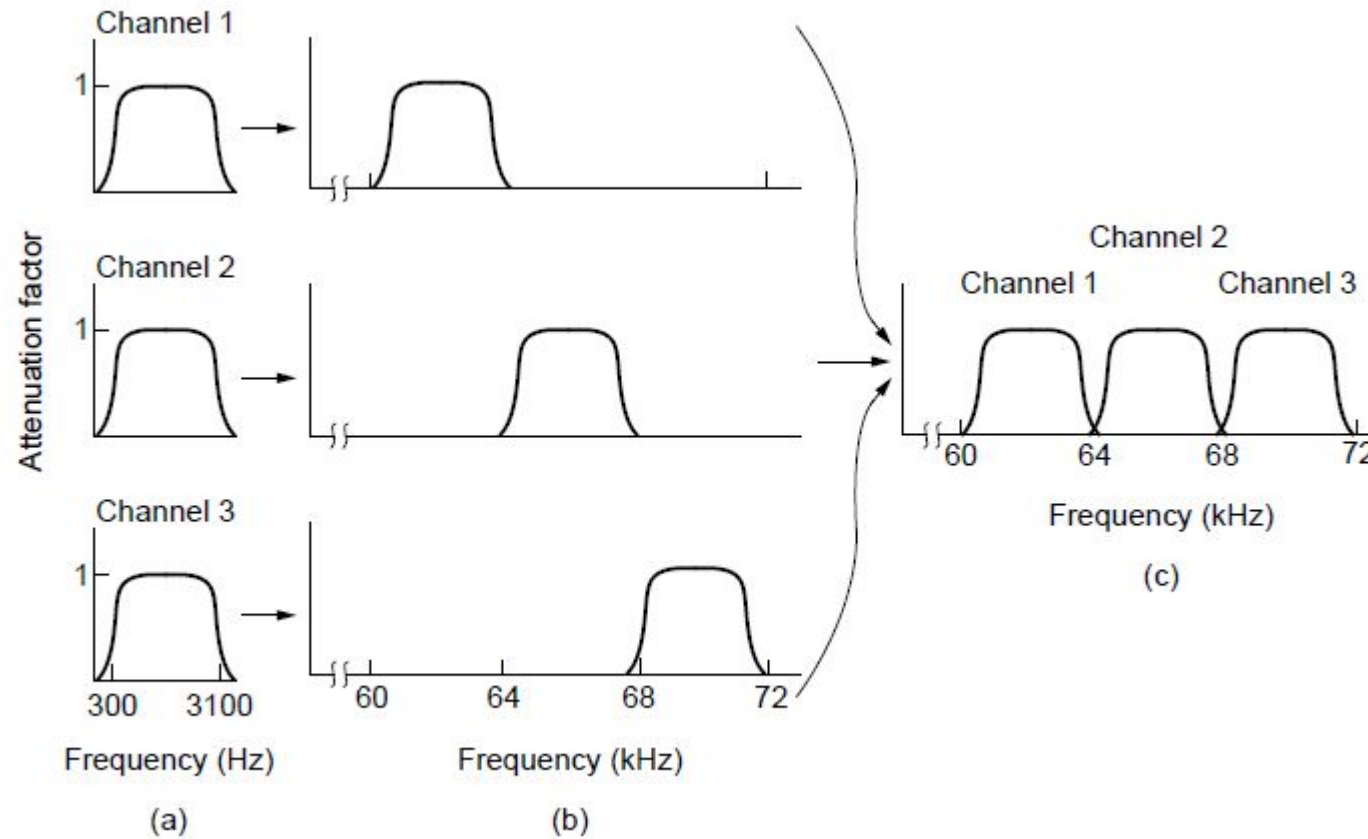 Channel 1
1
Attenuation factor
Channel 2
1
Channel 3
1
300 3100
Frequency (Hz)
(a)
60 64 68 72
Frequency (kHz)
(b)
Channel 2
Channel 1 Channel 3
60 64 68 72
Frequency (kHz)
(c)